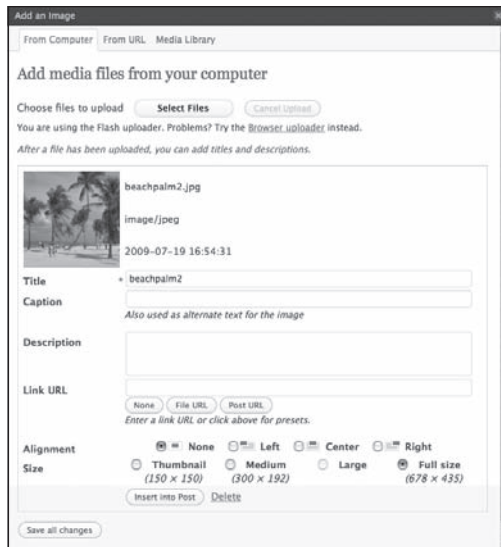 Add an Image
From Computer From URL Media Library
Add media files from your computer
Choose files to upload Select Files Cancel Upload
You are using the Flash uploader. Problems? Try the Browser uploader instead.
After a file has been uploaded, you can add titles and descriptions.
beachpalm2.jpg
image/jpeg
2009-07-19 16:54:31
Title * beachpalm2
Caption
Also used as alternate text for the image
Description
Link URL
None File URL Post URL
Enter a link URL or click above for presets.
Alignment None Left Center Right
Size Thumbnail Medium Large Full size
(150 × 150) (300 × 192) (678 × 435)
Insert into Post Delete
Save all changes